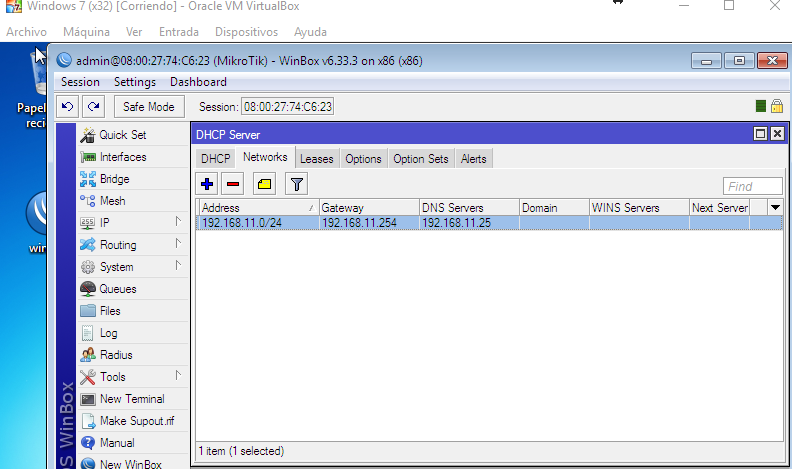 Windows 7 (x32) [Corriendo] - Oracle VM VirtualBox
Archivo Máquina Ver Entrada Dispositivos Ayuda
admin@08:00:27:74:C6:23 (MikroTik) - WinBox v6.33.3 on x86 (x86)
Session Settings Dashboard
Safe Mode Session: 08:00:27:74:C6:23
Papel
reci
win
DHCP Server
DHCP Networks Leases Options Option Sets Alerts
Find
Address Gateway DNS Servers Domain WINS Servers Next Server
192.168.11.0/24 192.168.11.254 192.168.11.25
1 item (1 selected)
Quick Set
Interfaces
Bridge
Mesh
IP
Routing
System
Queues
Files
Log
Radius
Tools
New Terminal
Make Supout.rif
Manual
New WinBox
OS WinBox